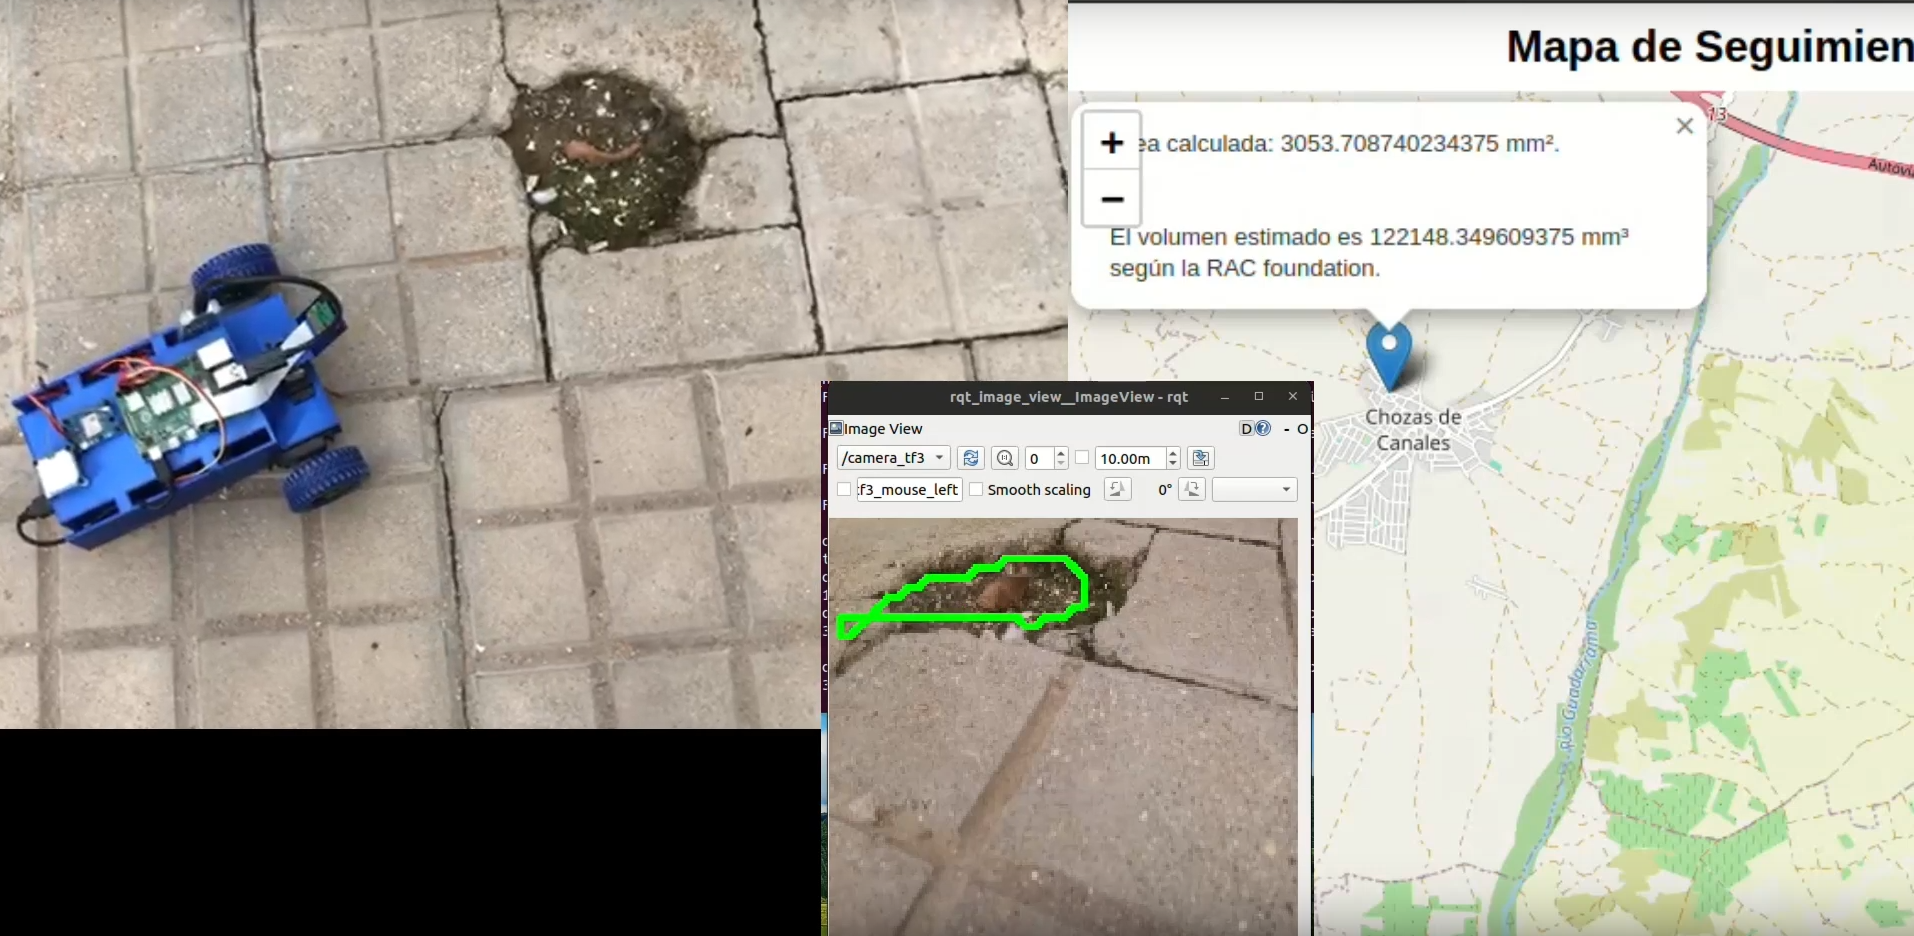 Mapa de Seguimien
13
Autoví
+
ea calculada: 3053.708740234375 mm².
×
−
El volumen estimado es 122148.349609375 mm³
según la RAC foundation.
Chozas de
Canales
Río Guadarrama
rqt_image_view__ImageView - rqt
Image View
D
- O
/camera_tf3
0
10.00m
f3_mouse_left
Smooth scaling
0°